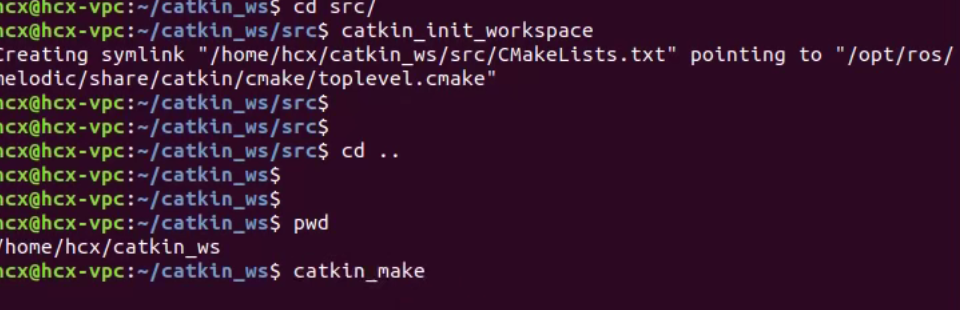 hcx@hcx-vpc:~/catkin_ws$ cd src/
hcx@hcx-vpc:~/catkin_ws/src$ catkin_init_workspace
Creating symlink "/home/hcx/catkin_ws/src/CMakeLists.txt" pointing to "/opt/ros/
melodic/share/catkin/cmake/toplevel.cmake"
hcx@hcx-vpc:~/catkin_ws/src$
hcx@hcx-vpc:~/catkin_ws/src$
hcx@hcx-vpc:~/catkin_ws/src$ cd ..
hcx@hcx-vpc:~/catkin_ws$
hcx@hcx-vpc:~/catkin_ws$
hcx@hcx-vpc:~/catkin_ws$ pwd
/home/hcx/catkin_ws
hcx@hcx-vpc:~/catkin_ws$ catkin_make